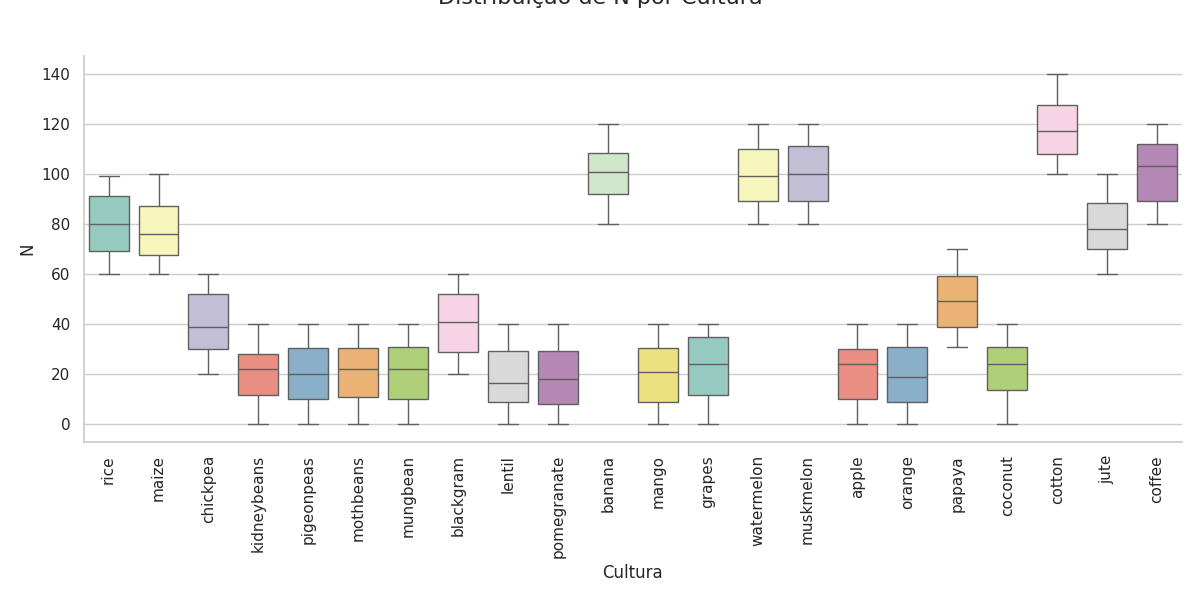 Distribuição de N por Cultura
140
120
100
80
60
40
20
0
N
rice
maize
chickpea
kidneybeans
pigeonpeas
mothbeans
mungbean
blackgram
lentil
pomegranate
banana
mango
grapes
watermelon
muskmelon
apple
orange
papaya
coconut
cotton
jute
coffee
Cultura